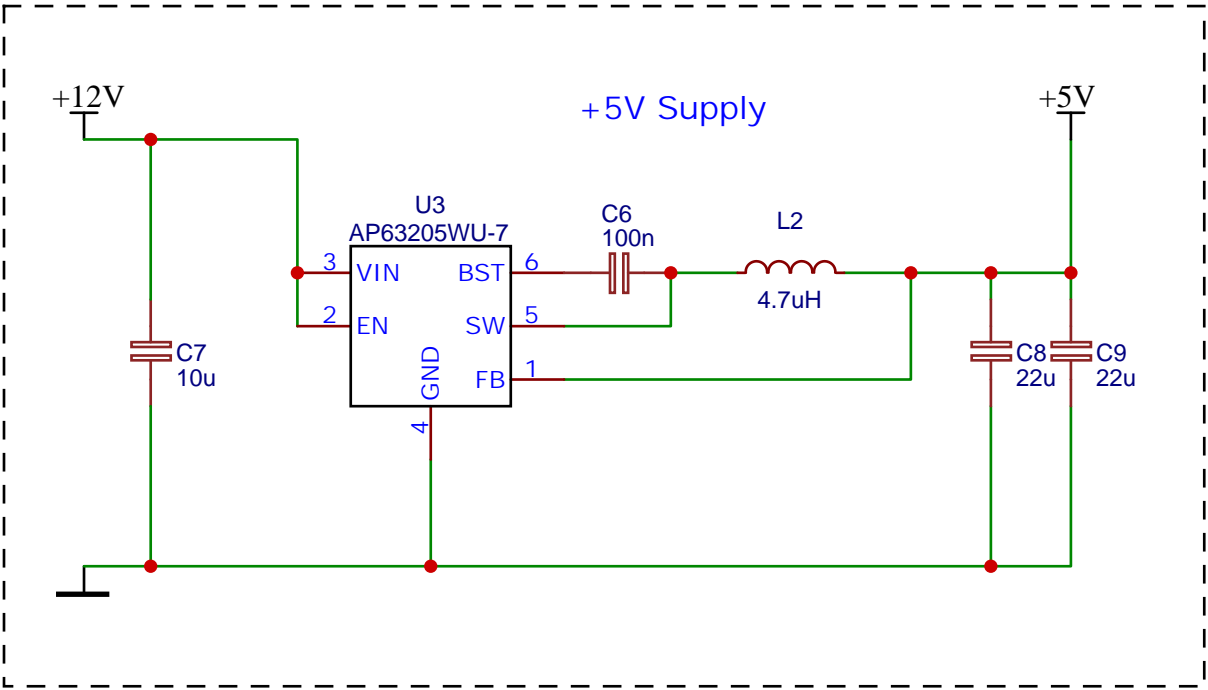 +12V
+5V Supply
+5V
U3
AP63205WU-7
C6
100n
L2
4.7uH
3
VIN
BST
6
2
EN
SW
5
GND
FB
1
4
C7
10u
C8
22u
C9
22u